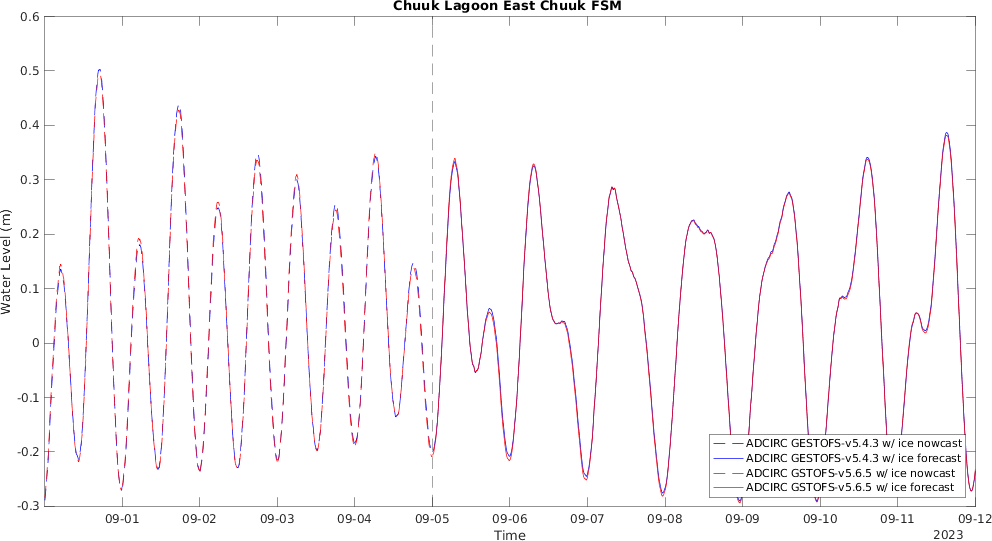 Chuuk Lagoon East Chuuk FSM
0.6
0.5
0.4
0.3
0.2
0.1
0
-0.1
-0.2
-0.3
Water Level (m)
ADCIRC GESTOFS-v5.4.3 w/ ice nowcast
ADCIRC GESTOFS-v5.4.3 w/ ice forecast
ADCIRC GSTOFS-v5.6.5 w/ ice nowcast
ADCIRC GSTOFS-v5.6.5 w/ ice forecast
09-01 09-02 09-03 09-04 09-05 09-06 09-07 09-08 09-09 09-10 09-11 09-12
Time
2023